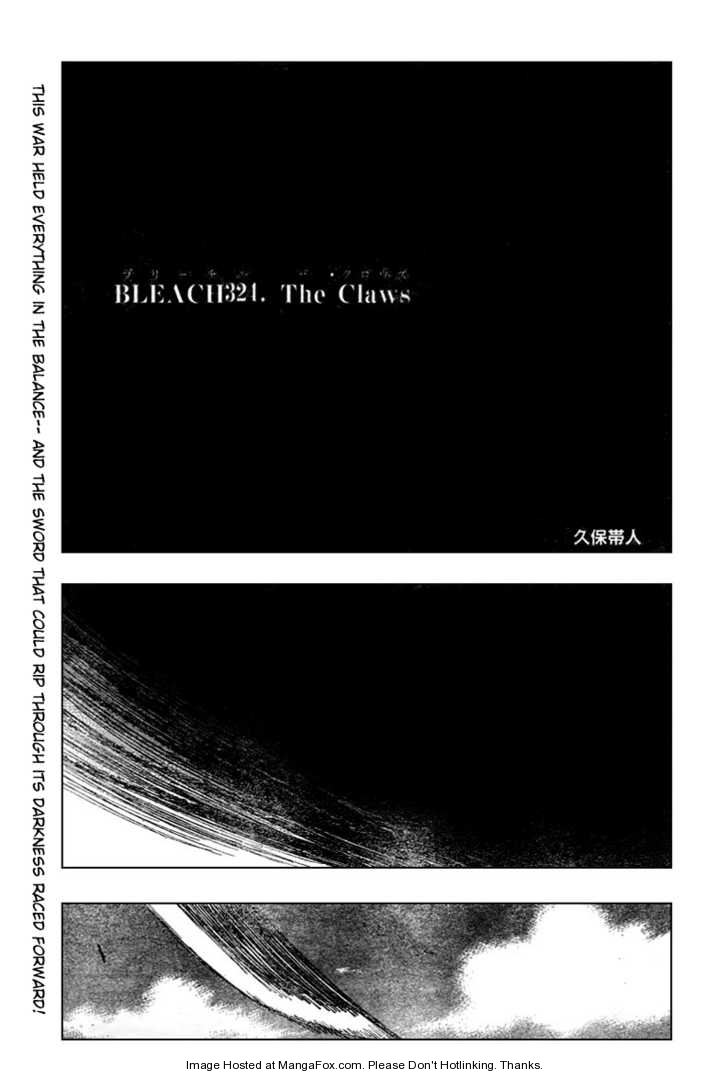 THIS WAR HELD EVERYTHING IN THE BALANCE-- AND THE SWORD THAT COULD RIP THROUGH ITS DARKNESS RACED FORWARD!
BLEACH324. The Claws
久保帯人
Image Hosted at MangaFox.com. Please Don't Hotlinking. Thanks.